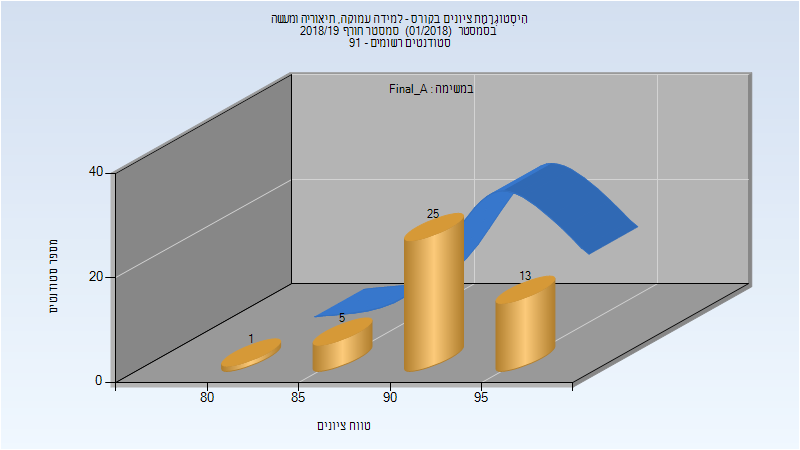 היסטוגרמת ציונים בקורס - למידה עמוקה, תיאוריה ומעשה
בסמסטר (01/2018) סמסטר חורף 2018/19
סטודנטים רשומים - 91
במשימה : Final_A
40
20
0
מספר סטודנטים
1
5
25
13
80
85
90
95
טווח ציונים